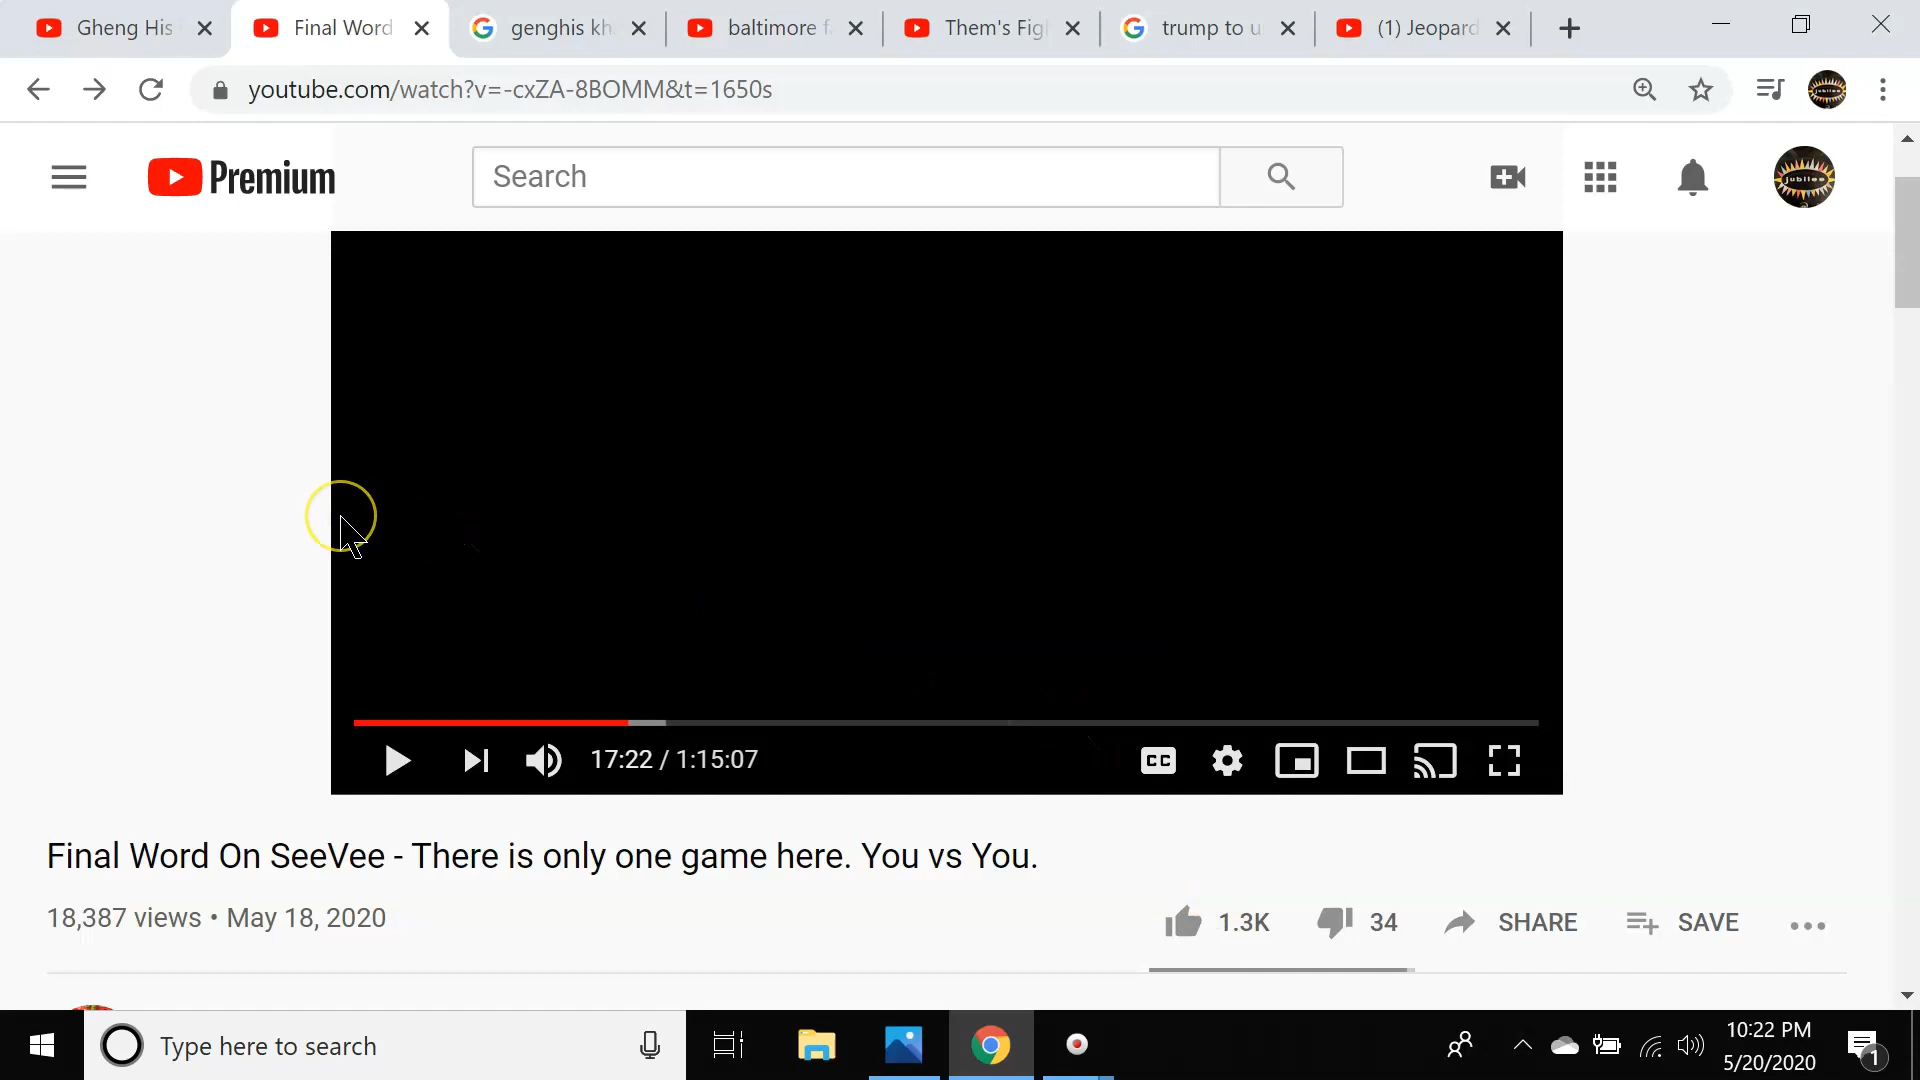 Gheng His
Final Word
genghis kh
baltimore f
Them's Fig
trump to u
(1) Jeopard
youtube.com/watch?v=-cxZA-8BOMM&t=1650s
Premium
Search
jubilee
17:22 / 1:15:07
CC
Final Word On SeeVee - There is only one game here. You vs You.
18,387 views • May 18, 2020
1.3K
34
SHARE
SAVE
Type here to search
10:22 PM
5/20/2020
1